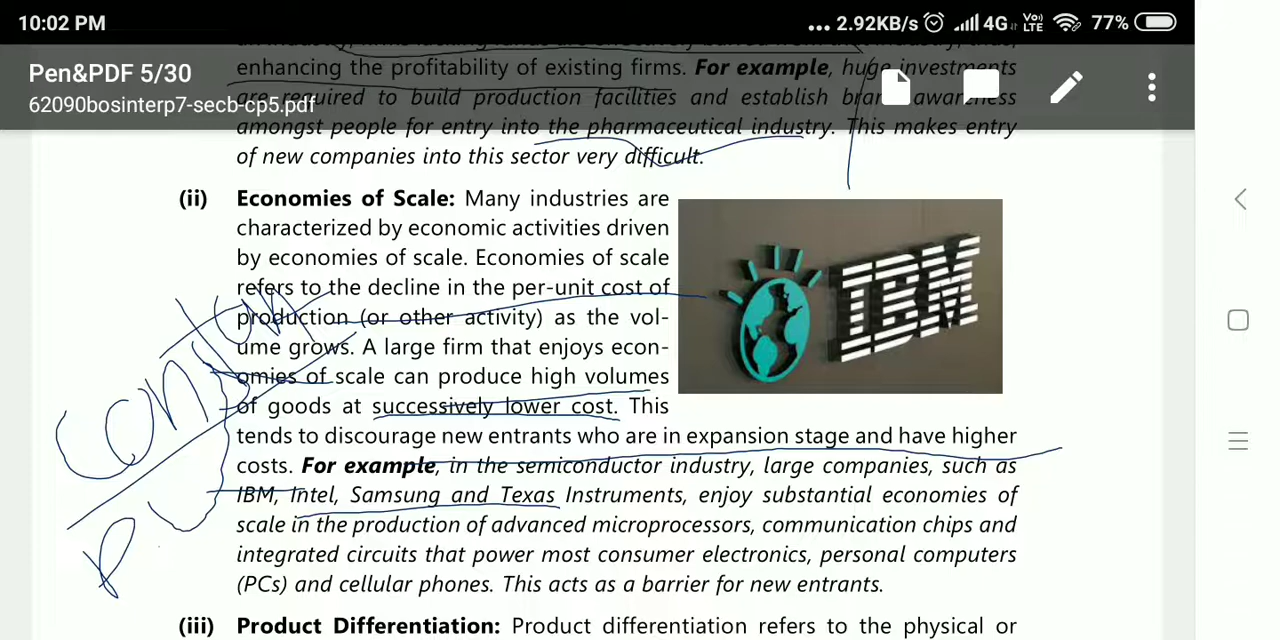 10:02 PM
... 2.92KB/s 4G Vo) LTE 77%
Pen&PDF 5/30
62090bosinterp7-secb-cp5.pdf
enhancing the profitability of existing firms. For example, huge investments
are required to build production facilities and establish brand awareness
amongst people for entry into the pharmaceutical industry. This makes entry
of new companies into this sector very difficult.
(ii) Economies of Scale: Many industries are
characterized by economic activities driven
by economies of scale. Economies of scale
refers to the decline in the per-unit cost of
production (or other activity) as the vol-
ume grows. A large firm that enjoys econ-
omies of scale can produce high volumes
of goods at successively lower cost. This
tends to discourage new entrants who are in expansion stage and have higher
costs. For example, in the semiconductor industry, large companies, such as
IBM, Intel, Samsung and Texas Instruments, enjoy substantial economies of
scale in the production of advanced microprocessors, communication chips and
integrated circuits that power most consumer electronics, personal computers
(PCs) and cellular phones. This acts as a barrier for new entrants.
IBM
(iii) Product Differentiation: Product differentiation refers to the physical or